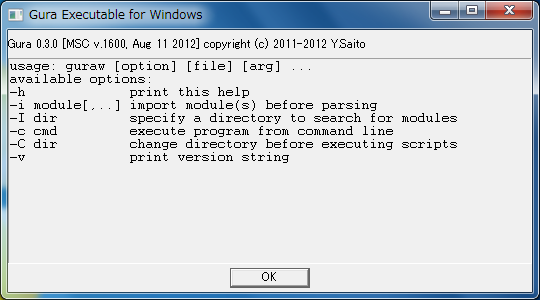 Gura Executable for Windows
Gura 0.3.0 [MSC v.1600, Aug 11 2012] copyright (c) 2011-2012 Y.Saito
usage: guraw [option] [file] [arg] ...
available options:
-h             print this help
-i module[,..] import module(s) before parsing
-I dir         specify a directory to search for modules
-c cmd         execute program from command line
-C dir         change directory before executing scripts
-v             print version string
OK